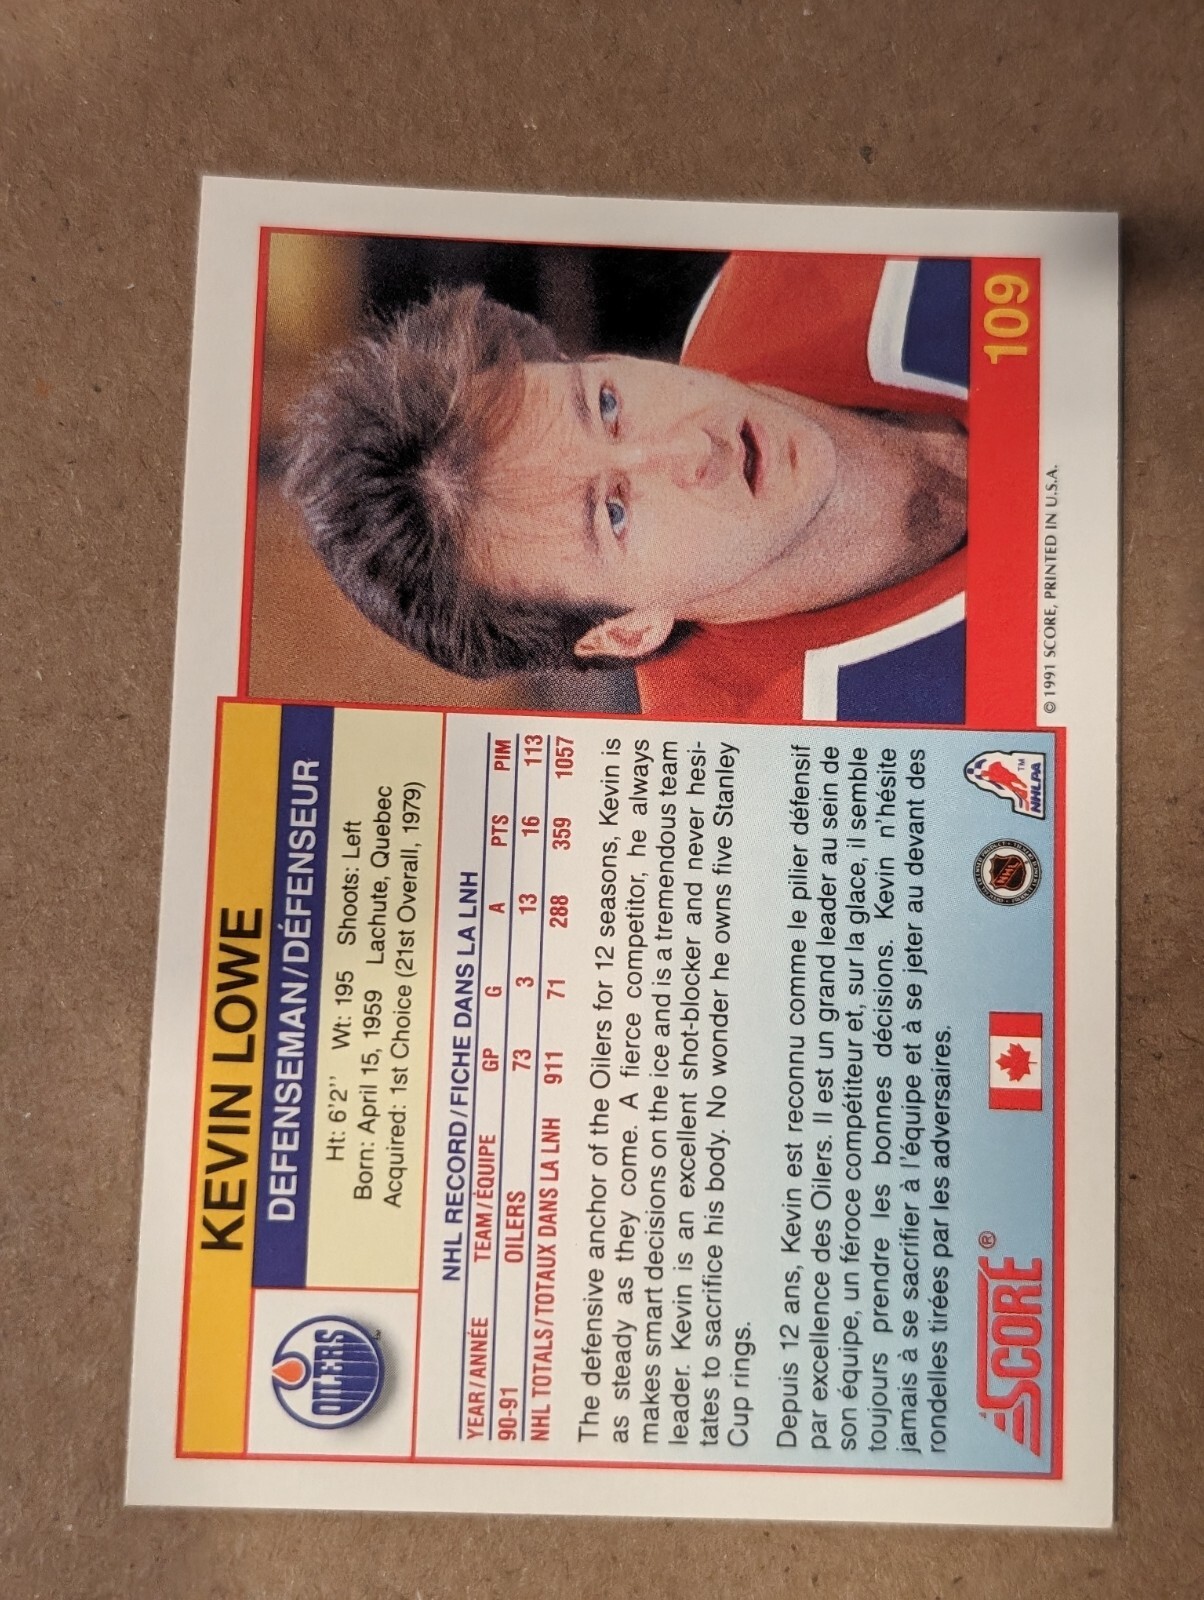 KEVIN LOWE
DEFENSEMAN/DÉFENSEUR
OILERS
TM
Ht: 6'2" Wt: 195 Shoots: Left
Born: April 15, 1959 Lachute, Quebec
Acquired: 1st Choice (21st Overall, 1979)
NHL RECORD/FICHE DANS LA LNH
YEAR/ANNÉE TEAM/ÉQUIPE GP G A PTS PIM
90-91 OILERS 73 3 13 16 113
NHL TOTALS/TOTAUX DANS LA LNH 911 71 288 359 1057
The defensive anchor of the Oilers for 12 seasons, Kevin is
as steady as they come. A fierce competitor, he always
makes smart decisions on the ice and is a tremendous team
leader. Kevin is an excellent shot-blocker and never hesi-
tates to sacrifice his body. No wonder he owns five Stanley
Cup rings.
Depuis 12 ans, Kevin est reconnu comme le pilier défensif
par excellence des Oilers. Il est un grand leader au sein de
son équipe, un féroce compétiteur et, sur la glace, il semble
toujours prendre les bonnes décisions. Kevin n'hésite
jamais à se sacrifier à l'équipe et à se jeter au devant des
rondelles tirées par les adversaires.
SCORE®
NHL
NHLPA
TM
© 1991 SCORE, PRINTED IN U.S.A.
109